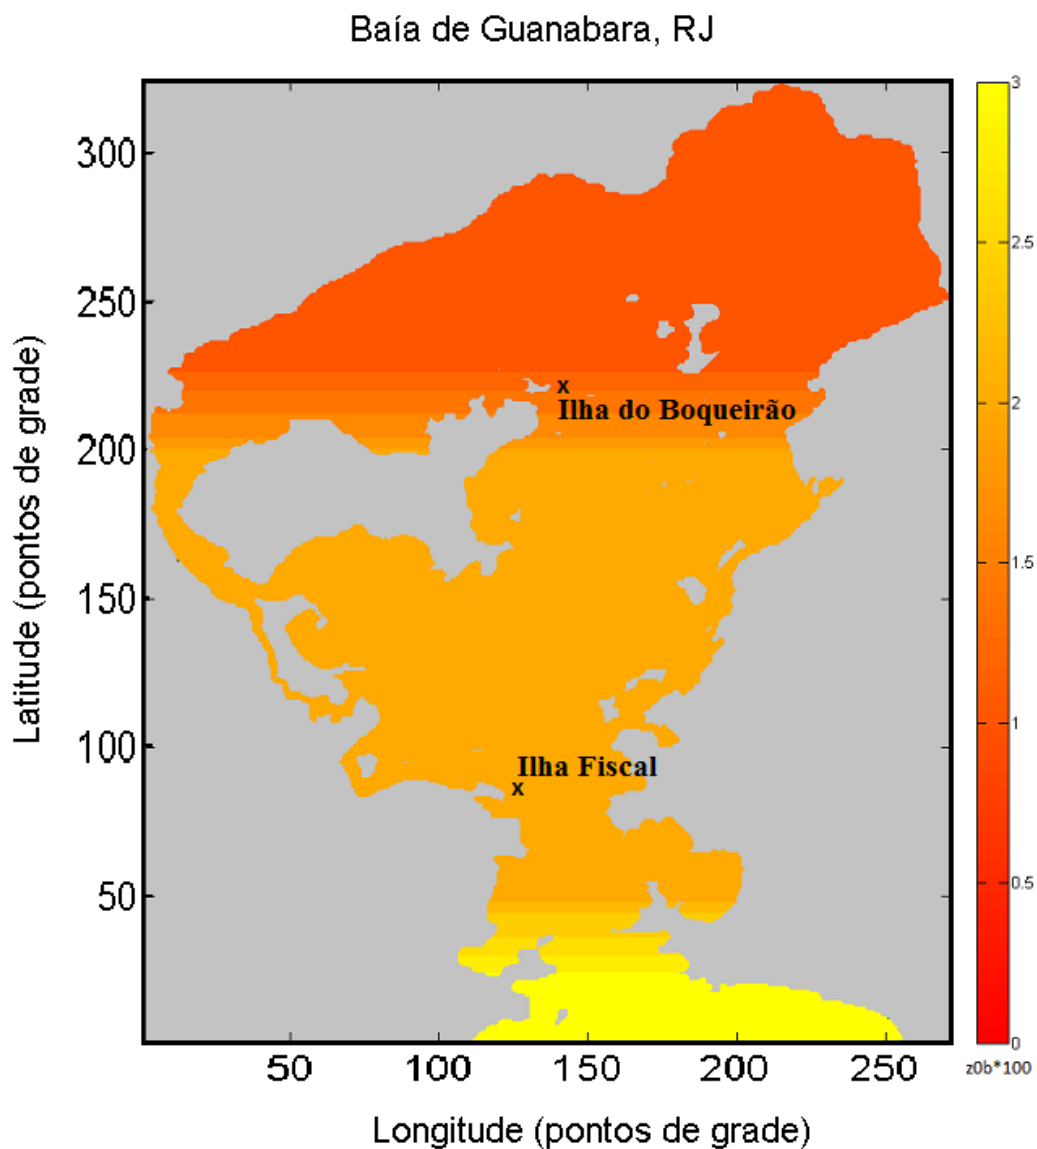 Baía de Guanabara, RJ
300
250
200
150
100
50
Latitude (pontos de grade)
x
Ilha do Boqueirão
Ilha Fiscal
x
3
2.5
2
1.5
1
0.5
0
z0b*100
50
100
150
200
250
Longitude (pontos de grade)